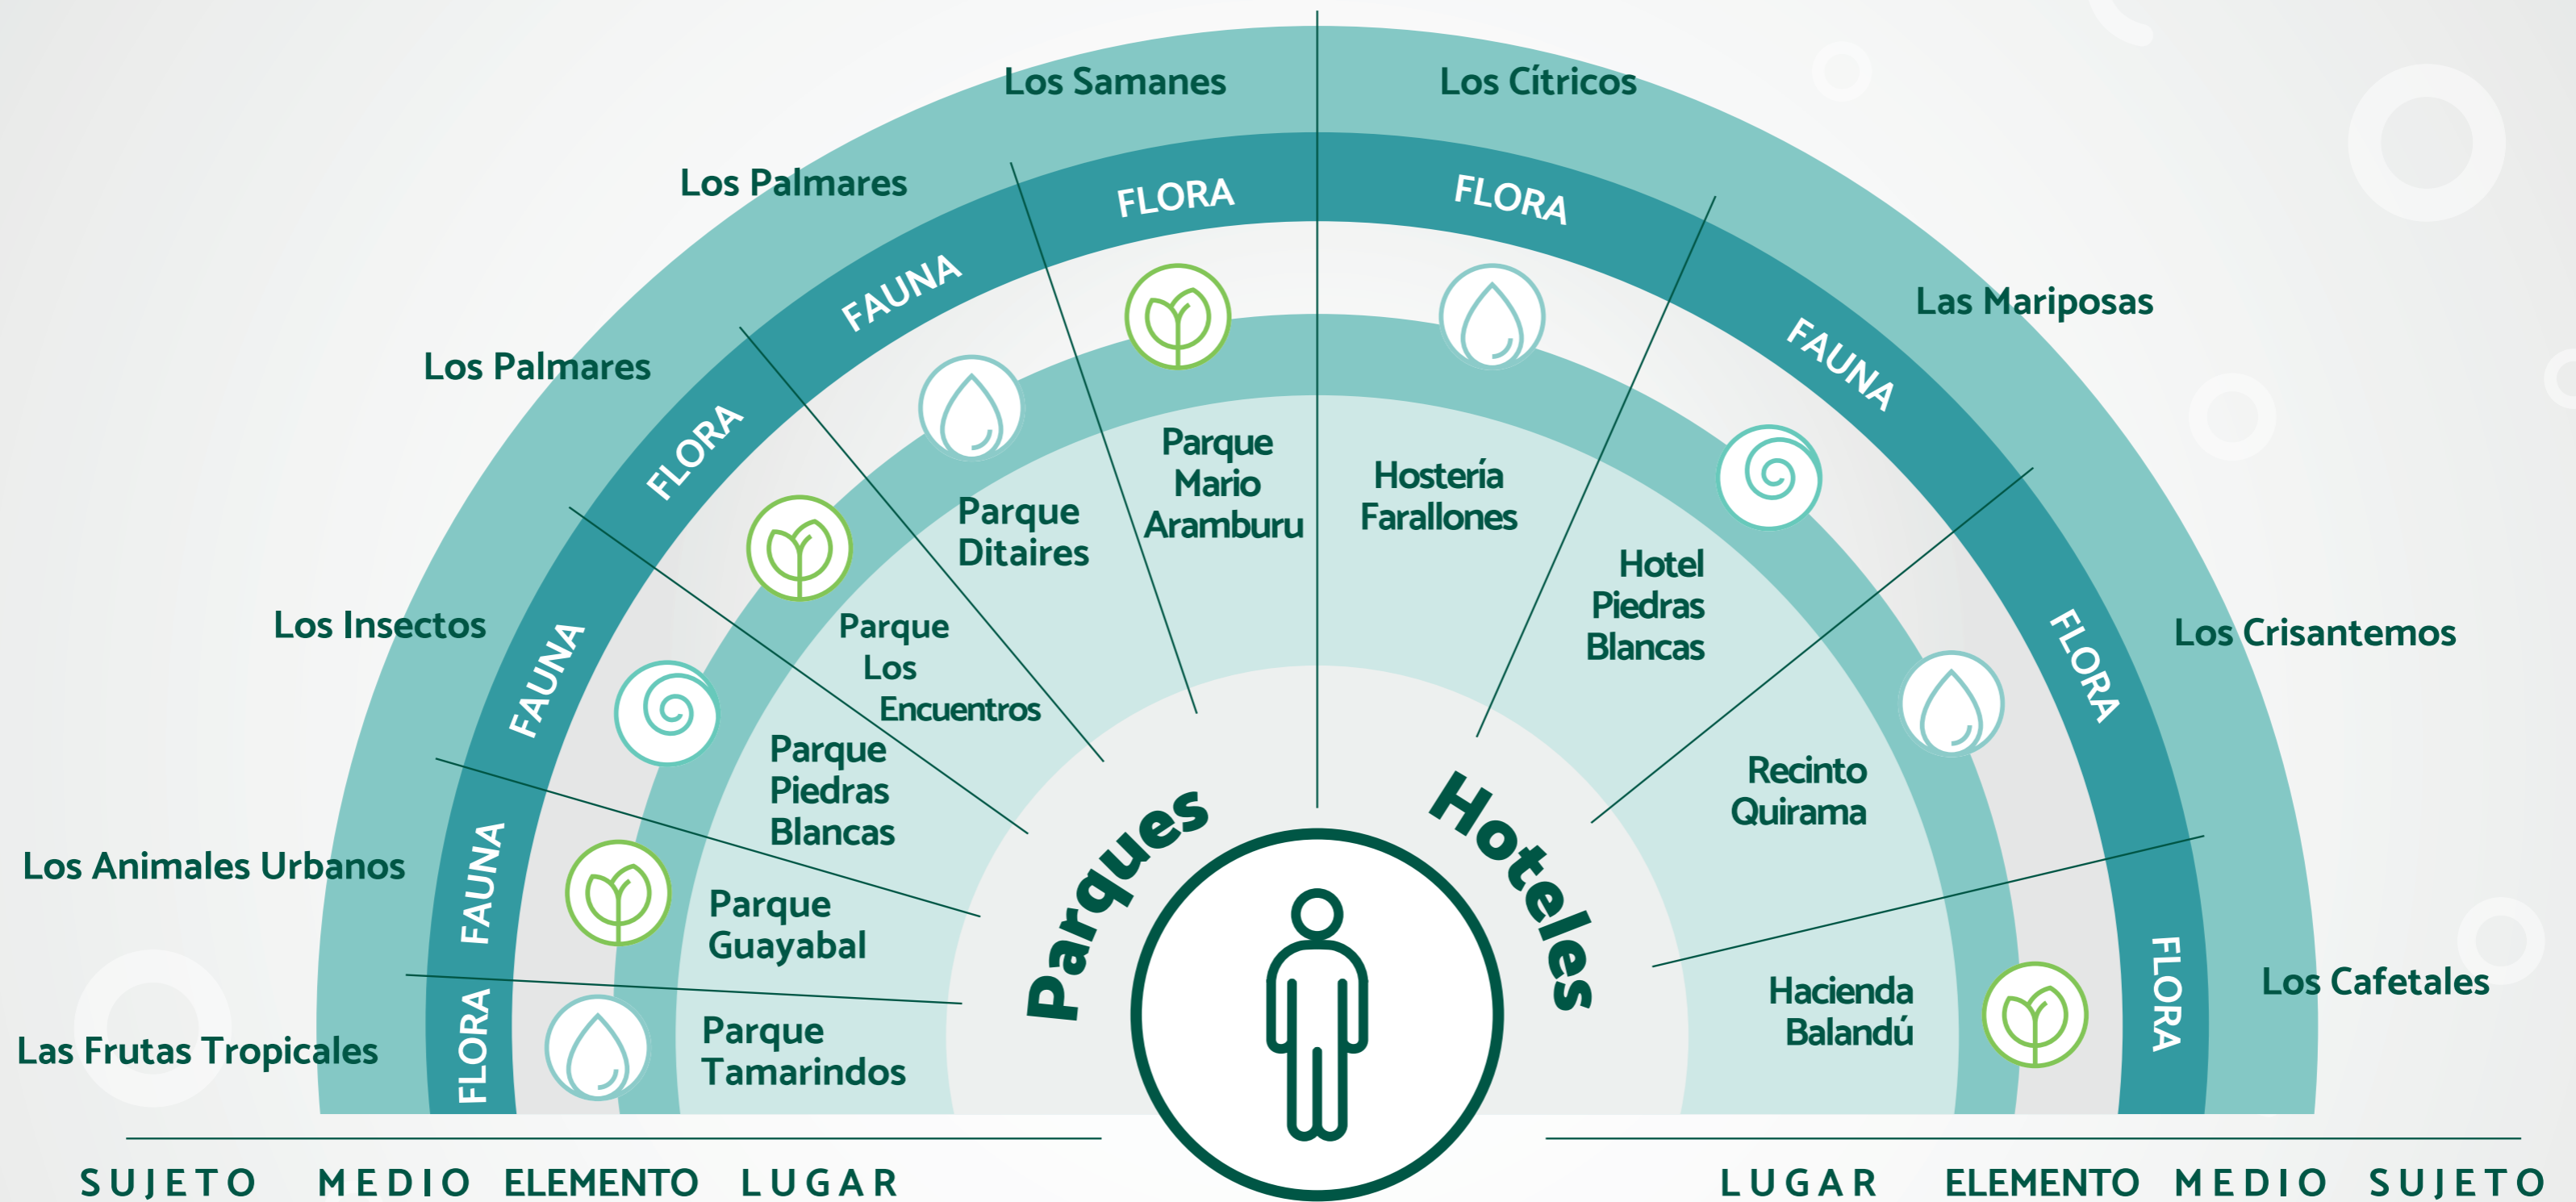 Los Samanes
Los Cítricos
Los Palmares
FLORA
FLORA
FAUNA
Las Mariposas
Los Palmares
FAUNA
FLORA
Parque
Mario
Aramburu
Hostería
Farallones
Parque
Ditaires
Hotel
Piedras
Blancas
Los Insectos
FAUNA
Parque
Los
Encuentros
FLORA
Los Crisantemos
Parque
Piedras
Blancas
Recinto
Quirama
Parques
Hoteles
Los Animales Urbanos
FAUNA
Parque
Guayabal
Hacienda
Balandú
FLORA
Los Cafetales
Las Frutas Tropicales
FLORA
Parque
Tamarindos
SUJETO MEDIO ELEMENTO LUGAR
LUGAR ELEMENTO MEDIO SUJETO